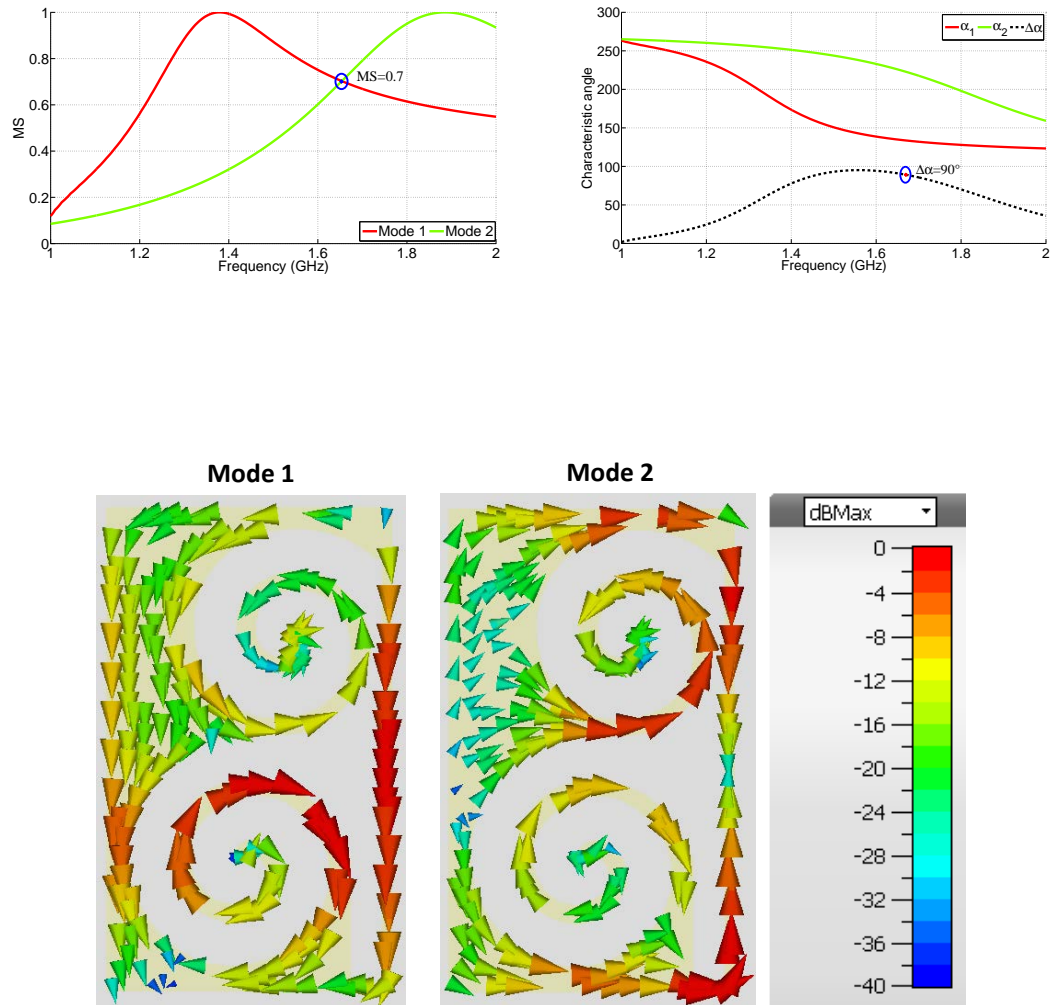 1
0.8
0.6
0.4
0.2
0
MS
MS=0.7
Mode 1 Mode 2
1 1.2 1.4 1.6 1.8 2
Frequency (GHz)
300
250
200
150
100
50
0
Characteristic angle
α1 α2 Δα
Δα=90°
1 1.2 1.4 1.6 1.8 2
Frequency (GHz)
Mode 1
Mode 2
dBMax
0
-4
-8
-12
-16
-20
-24
-28
-32
-36
-40